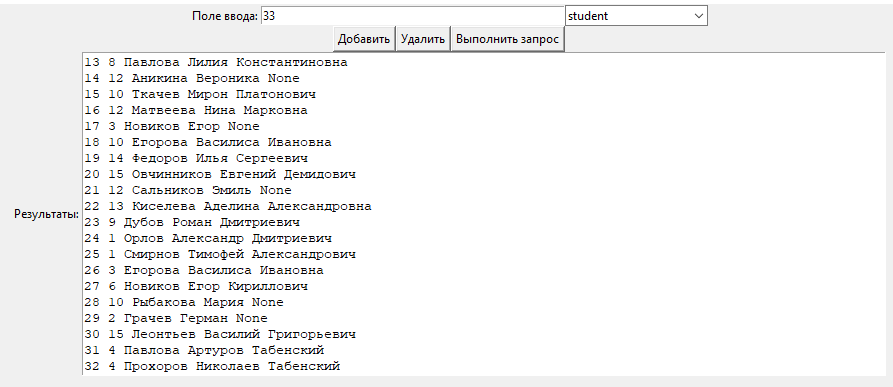 Поле ввода: 33 student
Добавить Удалить Выполнить запрос
Результаты:
13 8 Павлова Лилия Константиновна
14 12 Аникина Вероника None
15 10 Ткачев Мирон Платонович
16 12 Матвеева Нина Марковна
17 3 Новиков Егор None
18 10 Егорова Василиса Ивановна
19 14 Федоров Илья Сергеевич
20 15 Овчинников Евгений Демидович
21 12 Сальников Эмиль None
22 13 Киселева Аделина Александровна
23 9 Дубов Роман Дмитриевич
24 1 Орлов Александр Дмитриевич
25 1 Смирнов Тимофей Александрович
26 3 Егорова Василиса Ивановна
27 6 Новиков Егор Кириллович
28 10 Рыбакова Мария None
29 2 Грачев Герман None
30 15 Леонтьев Василий Григорьевич
31 4 Павлова Артуров Табенский
32 4 Прохоров Николаев Табенский